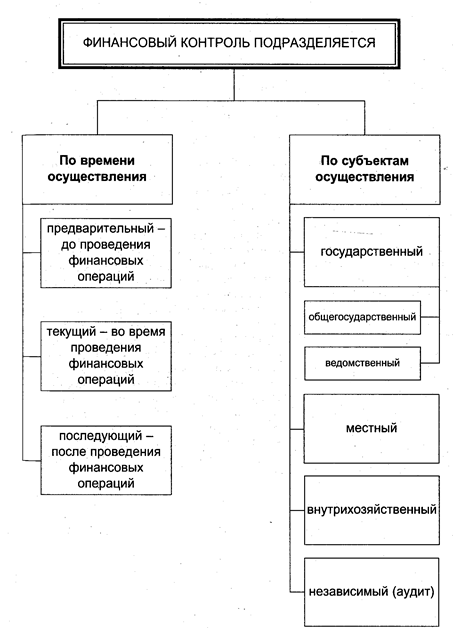 ФИНАНСОВЫЙ КОНТРОЛЬ ПОДРАЗДЕЛЯЕТСЯ
По времени
осуществления
предварительный –
до проведения
финансовых
операций
текущий – во время
проведения
финансовых
операций
последующий –
после проведения
финансовых
операций
По субъектам
осуществления
государственный
общегосударственный
ведомственный
местный
внутрихозяйственный
независимый (аудит)